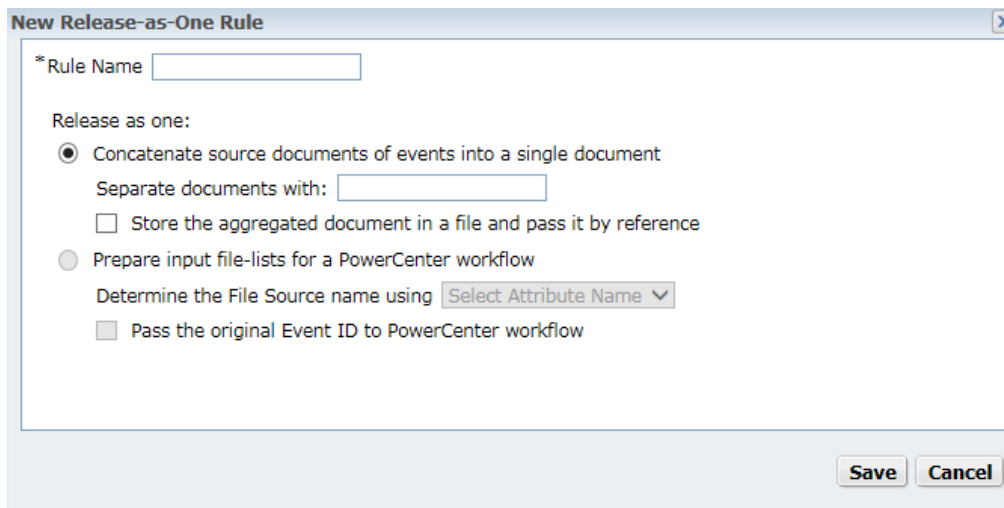 New Release-as-One Rule
*Rule Name
Release as one:
Concatenate source documents of events into a single document
Separate documents with:
Store the aggregated document in a file and pass it by reference
Prepare input file-lists for a PowerCenter workflow
Determine the File Source name using Select Attribute Name
Pass the original Event ID to PowerCenter workflow
Save Cancel